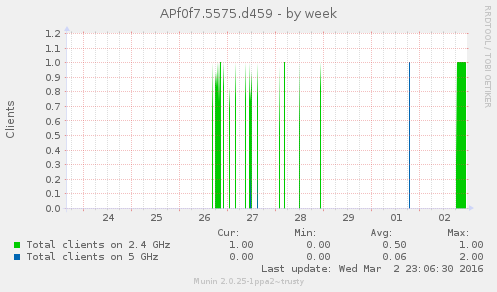 APf0f7.5575.d459 - by week
RRDTOOL / TOBI OETIKER
Clients
1.2
1.1
1.0
0.9
0.8
0.7
0.6
0.5
0.4
0.3
0.2
0.1
0.0
24 25 26 27 28 29 01 02
Cur: Min: Avg: Max:
Total clients on 2.4 GHz 1.00 0.00 0.50 1.00
Total clients on 5 GHz 0.00 0.00 0.06 2.00
Last update: Wed Mar 2 23:06:30 2016
Munin 2.0.25-1ppa2~trusty